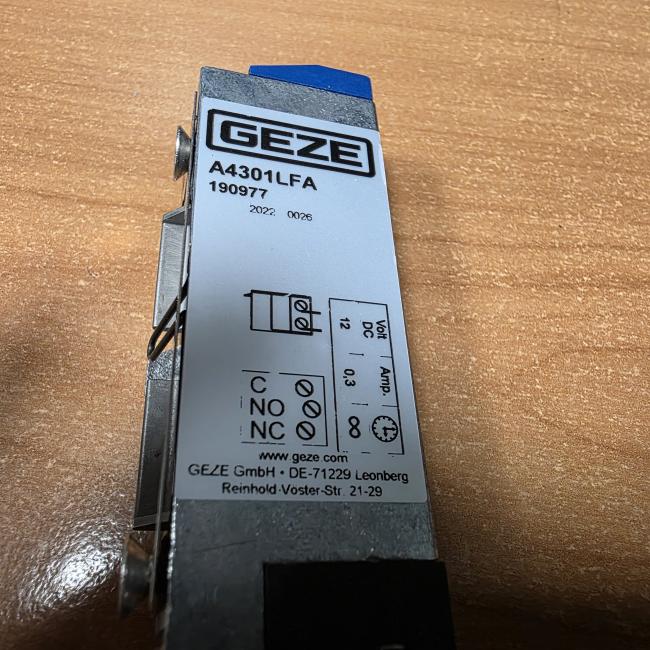 GEZE
A4301LFA
190977
2022 0026
Volt DC 12
Amp. 0,3
∞
C
NO
NC
www.geze.com
GEZE GmbH • DE-71229 Leonberg
Reinhold-Vöster-Str. 21-29